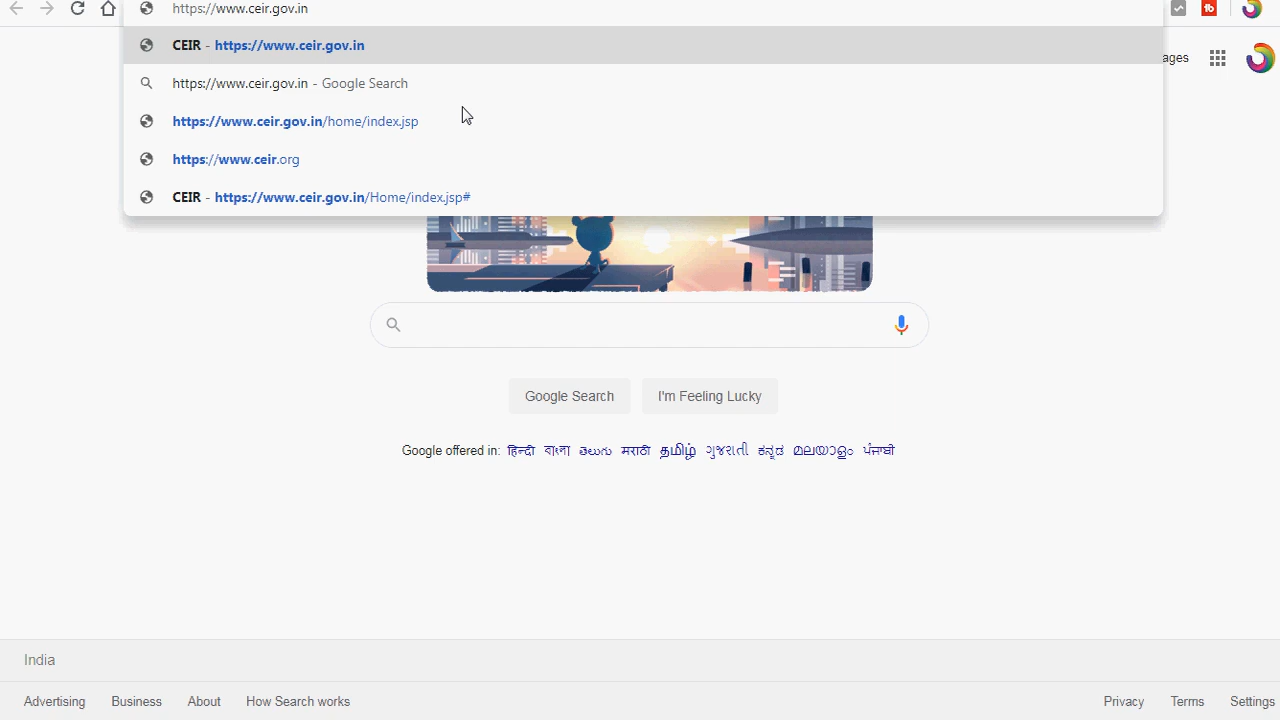 https://www.ceir.gov.in
CEIR - https://www.ceir.gov.in
ages
https://www.ceir.gov.in - Google Search
https://www.ceir.gov.in/home/index.jsp
https://www.ceir.org
CEIR - https://www.ceir.gov.in/Home/index.jsp#
Google Search I'm Feeling Lucky
Google offered in: हिन्दी বাংলা తెలుగు मराठी தமிழ் ગુજરાતી ಕನ್ನಡ മലയാളം ਪੰਜਾਬੀ
India
Advertising Business About How Search works Privacy Terms Settings